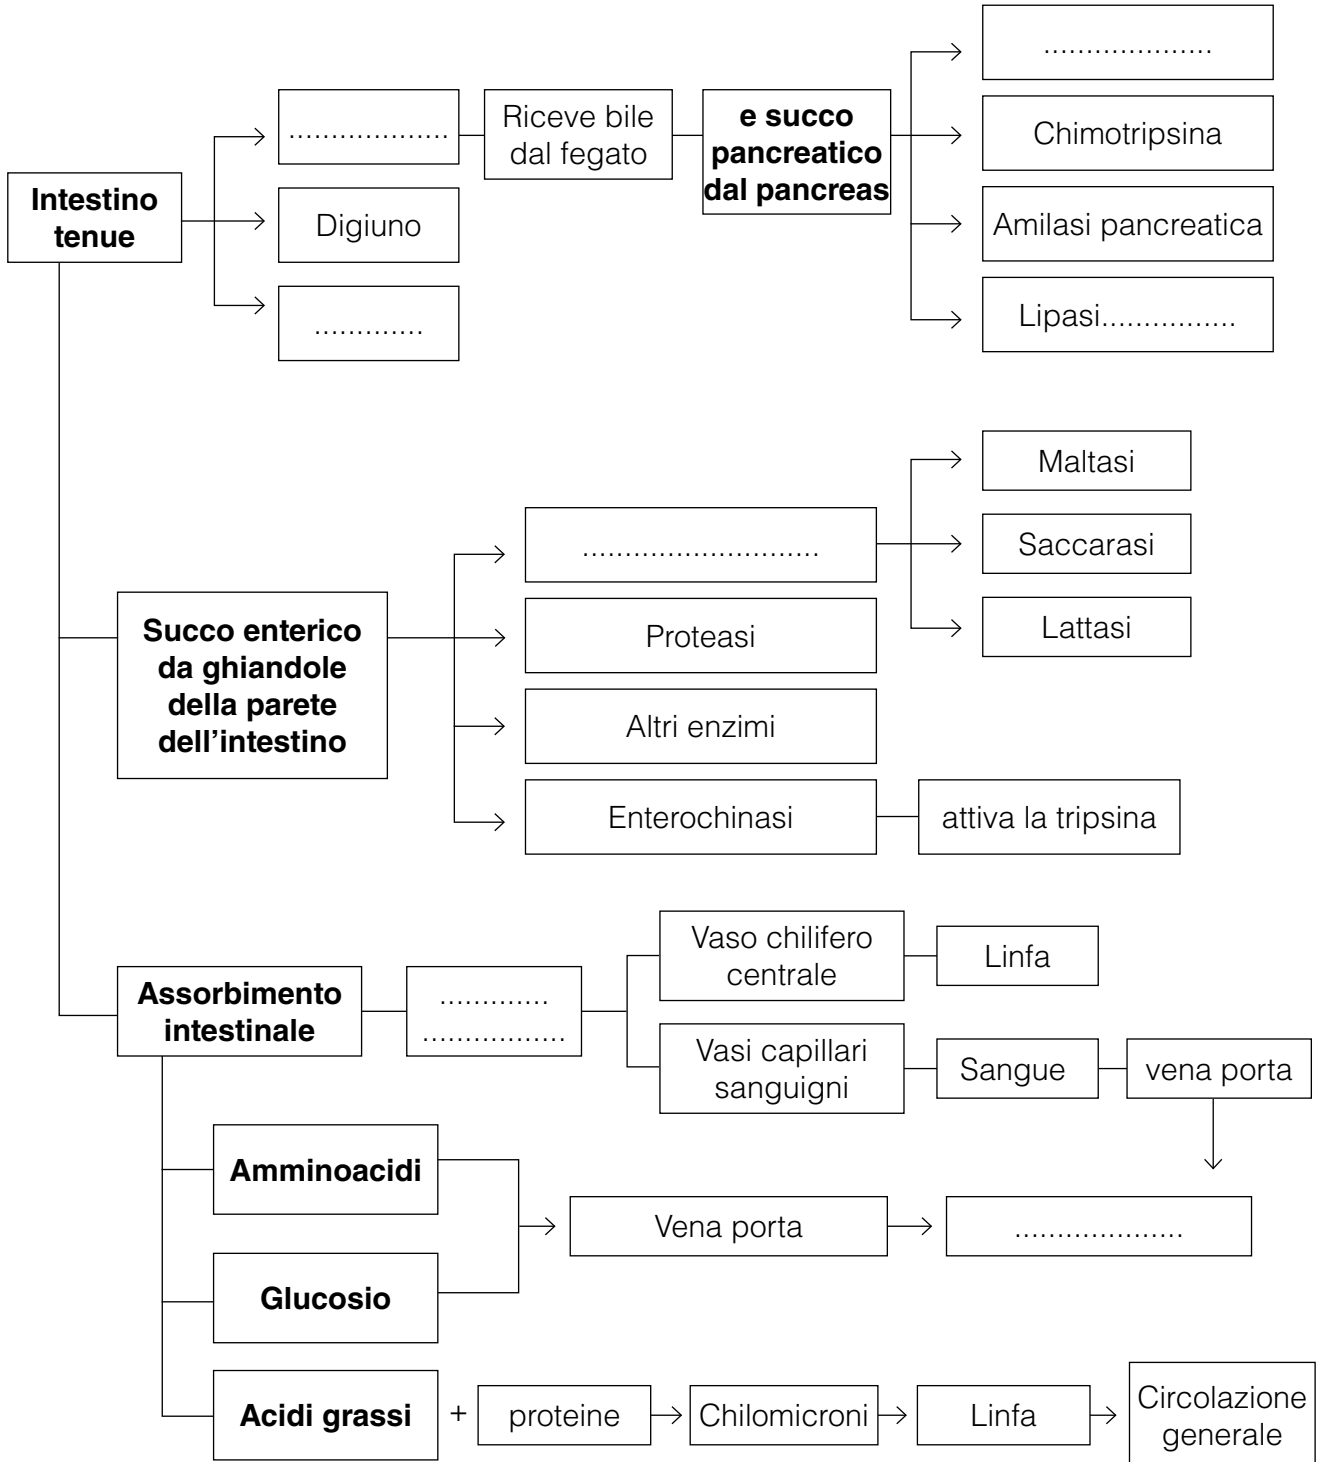 ....................
...................
Riceve bile
dal fegato
e succo
pancreatico
dal pancreas
Chimotripsina
Intestino
tenue
Digiuno
Amilasi pancreatica
.............
Lipasi................
Maltasi
............................
Saccarasi
Lattasi
Succo enterico
da ghiandole
della parete
dell'intestino
Proteasi
Altri enzimi
Enterochinasi
attiva la tripsina
Vaso chilifero
centrale
Linfa
Assorbimento
intestinale
.............
.................
Vasi capillari
sanguigni
Sangue
vena porta
Amminoacidi
Vena porta
....................
Glucosio
Acidi grassi
+
proteine
Chilomicroni
Linfa
Circolazione
generale